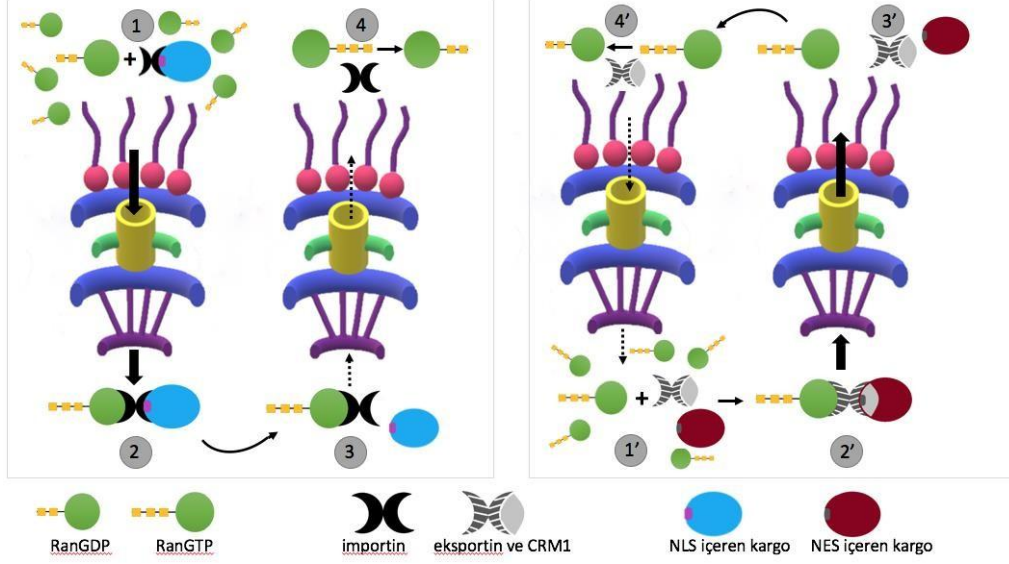 1
4
4’
3’
2
3
1’
2’
RanGDP
RanGTP
importin
eksportin ve CRM1
NLS içeren kargo
NES içeren kargo